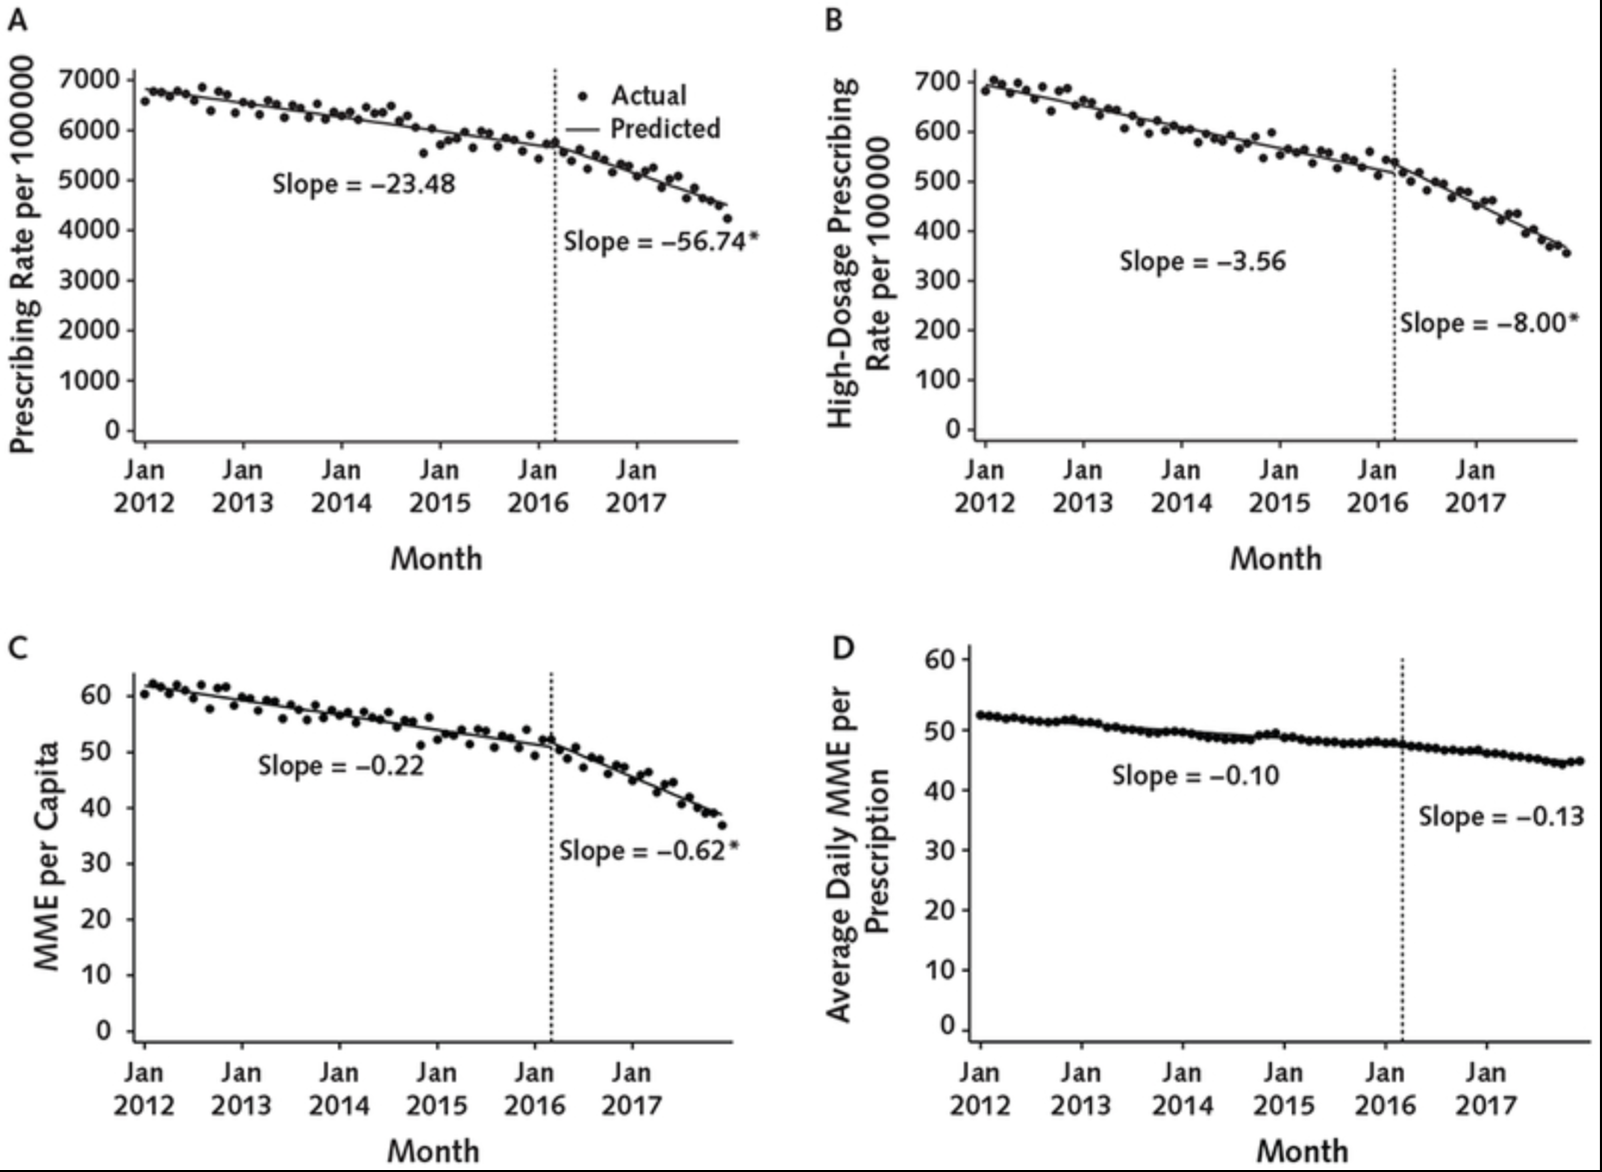 A
Prescribing Rate per 100000
7000
6000
5000
4000
3000
2000
1000
0
Actual
Predicted
Slope = −23.48
Slope = −56.74*
Jan Jan Jan Jan Jan Jan
2012 2013 2014 2015 2016 2017
Month
B
High-Dosage Prescribing
Rate per 100000
700
600
500
400
300
200
100
0
Slope = −3.56
Slope = −8.00*
Jan Jan Jan Jan Jan Jan
2012 2013 2014 2015 2016 2017
Month
C
MME per Capita
60
50
40
30
20
10
0
Slope = −0.22
Slope = −0.62*
Jan Jan Jan Jan Jan Jan
2012 2013 2014 2015 2016 2017
Month
D
Average Daily MME per
Prescription
60
50
40
30
20
10
0
Slope = −0.10
Slope = −0.13
Jan Jan Jan Jan Jan Jan
2012 2013 2014 2015 2016 2017
Month